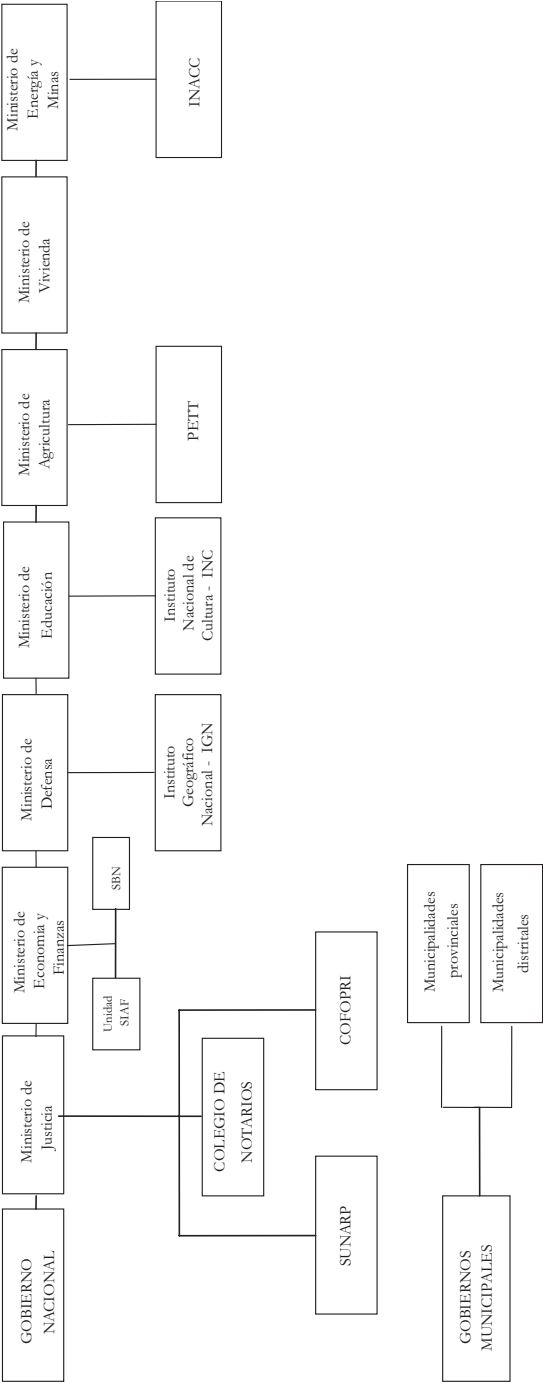 GOBIERNO
NACIONAL
Ministerio de
Justicia
Ministerio de
Economía y
Finanzas
Ministerio de
Defensa
Ministerio de
Educación
Ministerio de
Agricultura
Ministerio de
Vivienda
Ministerio de
Energía y
Minas
Unidad
SIAF
SBN
Instituto
Geográfico
Nacional - IGN
Instituto
Nacional de
Cultura - INC
PETT
INACC
COLEGIO DE
NOTARIOS
SUNARP
COFOPRI
GOBIERNOS
MUNICIPALES
Municipalidades
provinciales
Municipalidades
distritales